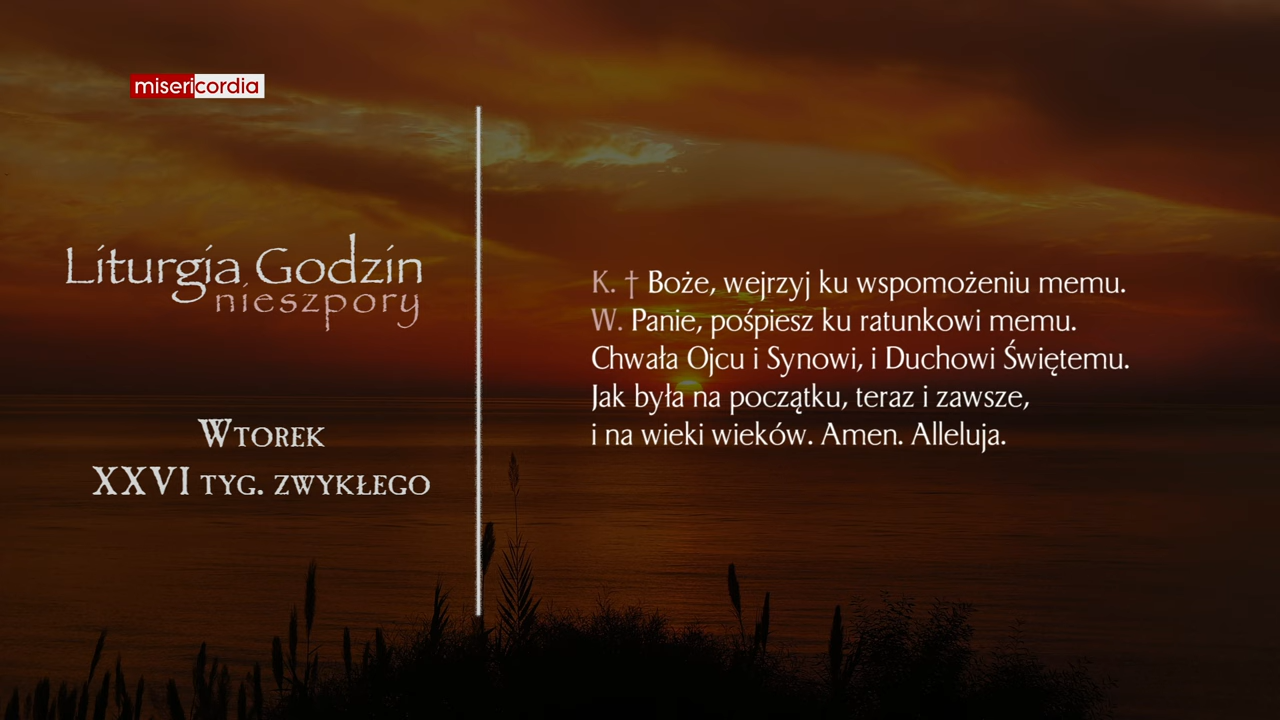 misericordia
Liturgia Godzin
nieszpory
Wtorek
XXVI tyg. zwykłego
K. † Boże, wejrzyj ku wspomożeniu memu.
W. Panie, pośpiesz ku ratunkowi memu.
Chwała Ojcu i Synowi, i Duchowi Świętemu.
Jak była na początku, teraz i zawsze,
i na wieki wieków. Amen. Alleluja.